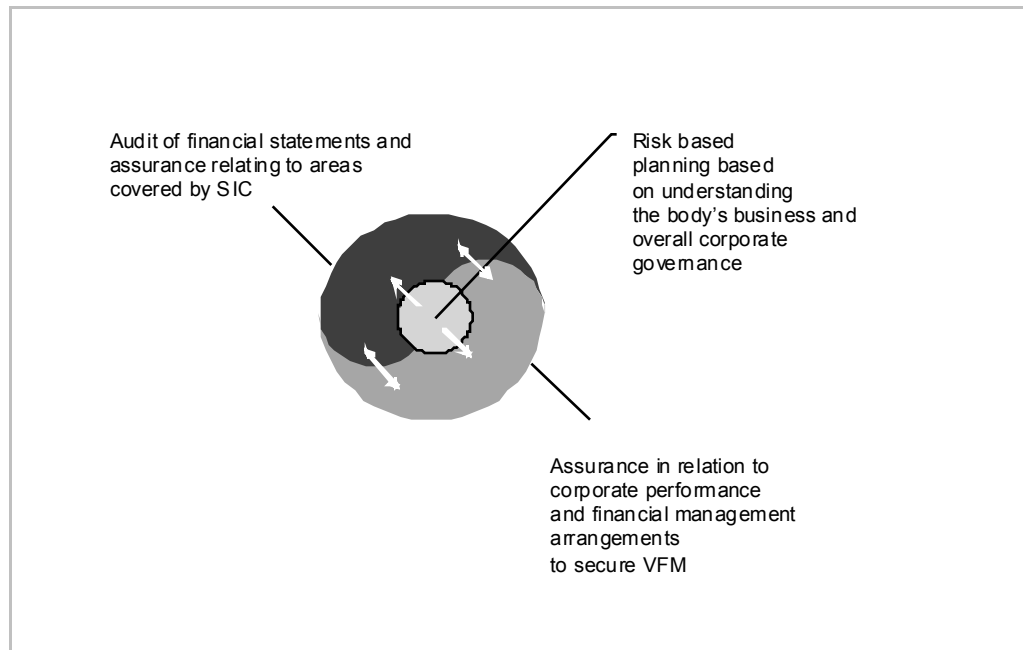 Audit of financial statements and
assurance relating to areas
covered by SIC
Risk based
planning based
on understanding
the body's business and
overall corporate
governance
Assurance in relation to
corporate performance
and financial management
arrangements
to secure VFM